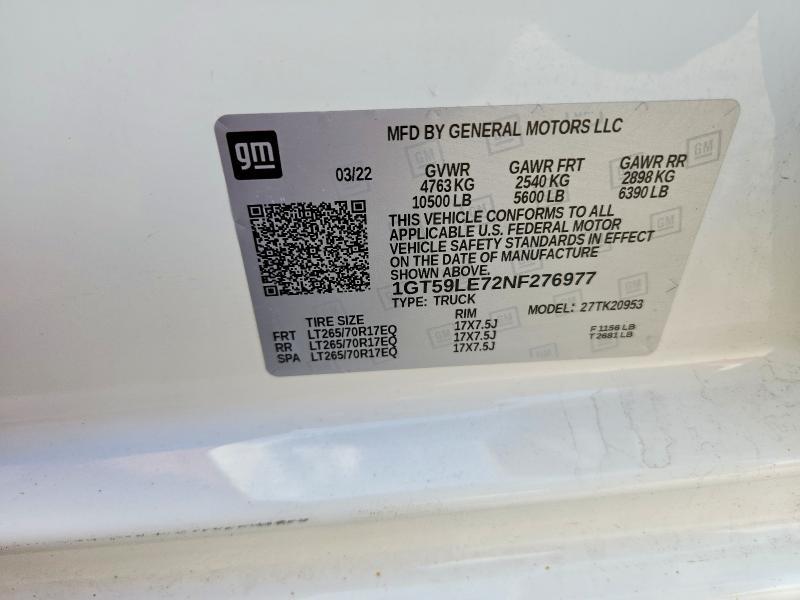 gm
MFD BY GENERAL MOTORS LLC
03/22 GVWR GAWR FRT GAWR RR
4763 KG 2540 KG 2898 KG
10500 LB 5600 LB 6390 LB
THIS VEHICLE CONFORMS TO ALL
APPLICABLE U.S. FEDERAL MOTOR
VEHICLE SAFETY STANDARDS IN EFFECT
ON THE DATE OF MANUFACTURE
SHOWN ABOVE.
1GT59LE72NF276977
TYPE: TRUCK MODEL: 27TK20953
TIRE SIZE RIM
FRT LT265/70R17EQ 17X7.5J F 1156 LB
RR LT265/70R17EQ 17X7.5J T 2681 LB
SPA LT265/70R17EQ 17X7.5J